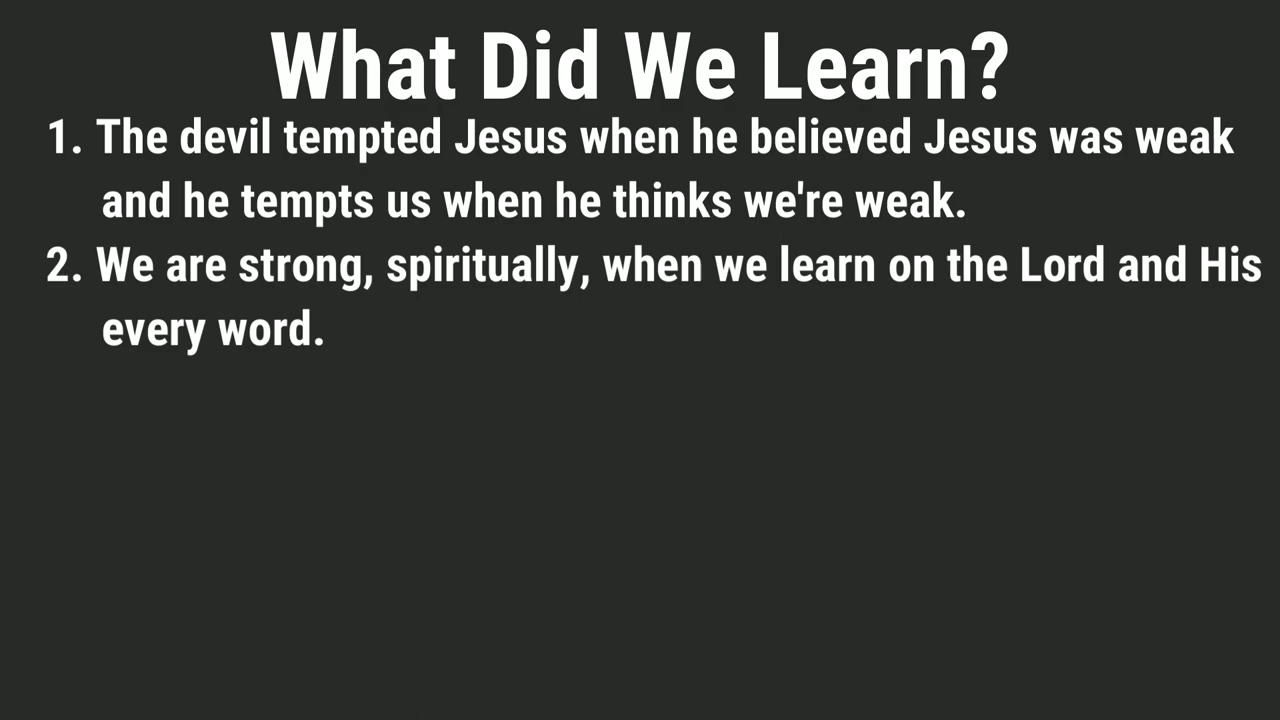 What Did We Learn?
1. The devil tempted Jesus when he believed Jesus was weak
and he tempts us when he thinks we're weak.
2. We are strong, spiritually, when we learn on the Lord and His
every word.